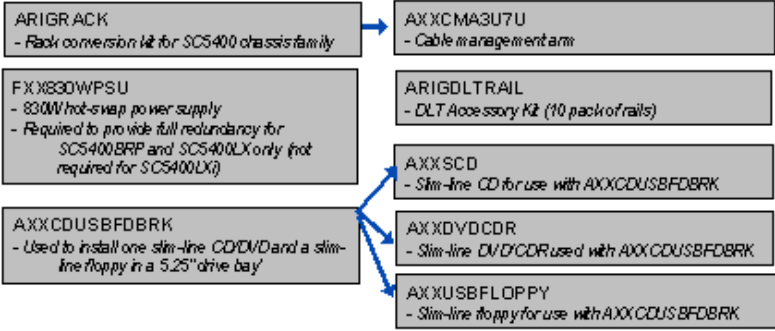 ARIGRACK
- Rack conversion kit for SC5400 chassis family
AXXCMA3U7U
- Cable management arm
FXX830WPSU
- 830W hot-swap power supply
- Required to provide full redundancy for
SC5400BRP and SC5400LX only (not
required for SC5400LXi)
ARIGDLTRAIL
- DLT Accessory Kit (10 pack of rails)
AXXSCD
- Slim-line CD for use with AXXCDUSBFDBRK
AXXCDUSBFDBRK
- Used to install one slim-line CD/DVD and a slim-
line floppy in a 5.25" drive bay'
AXXDVDCDR
- Slim-line DVD'CDR used with AXXCDUSBFDBRK
AXXUSBFLOPPY
- Slim-line floppy for use with AXXCDUSBFDBRK